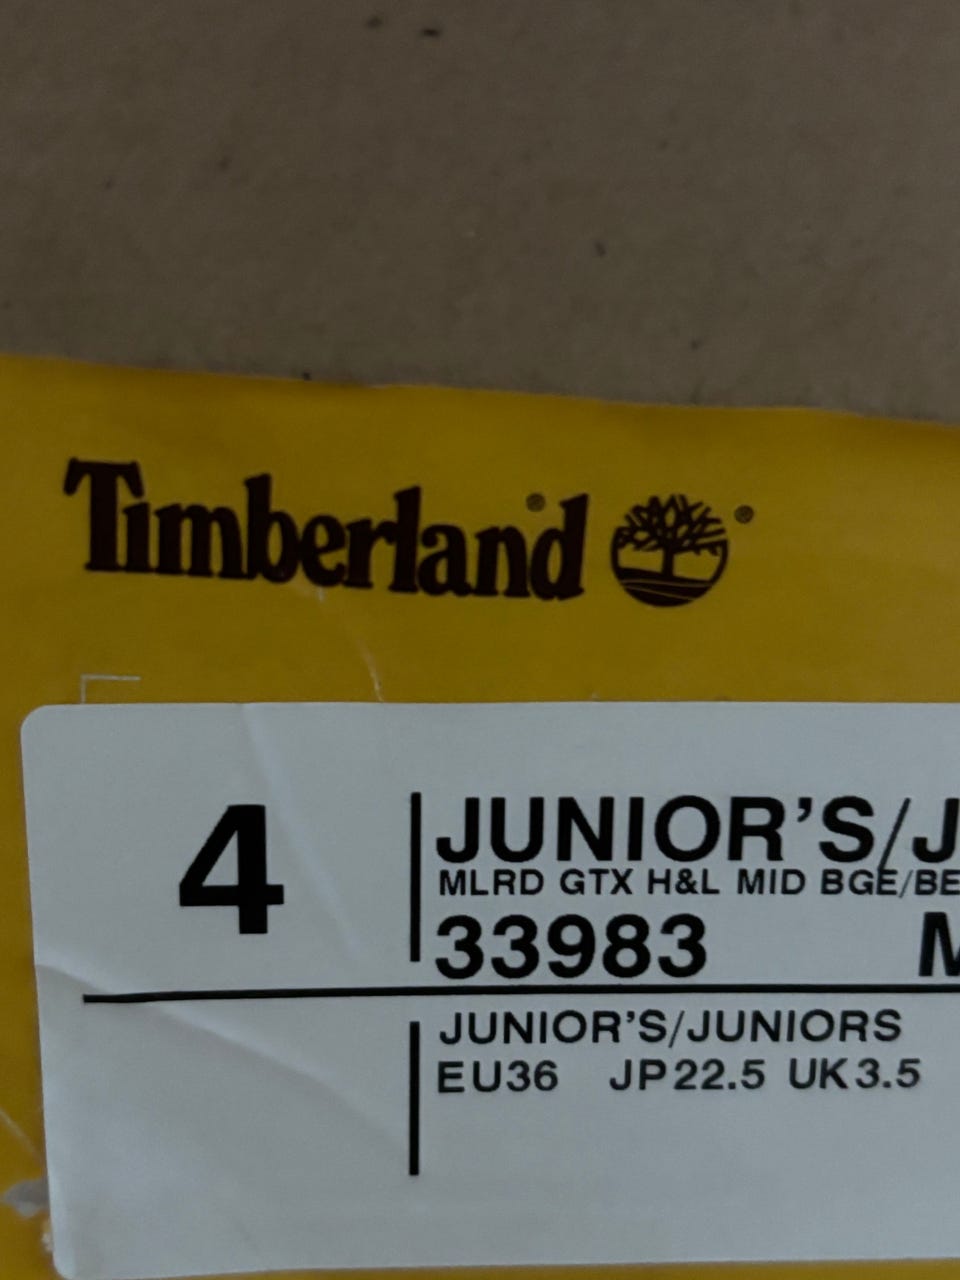 Timberland® ®
4
JUNIOR'S/J
MLRD GTX H&L MID BGE/BE
33983 M
JUNIOR'S/JUNIORS
EU36 JP22.5 UK3.5